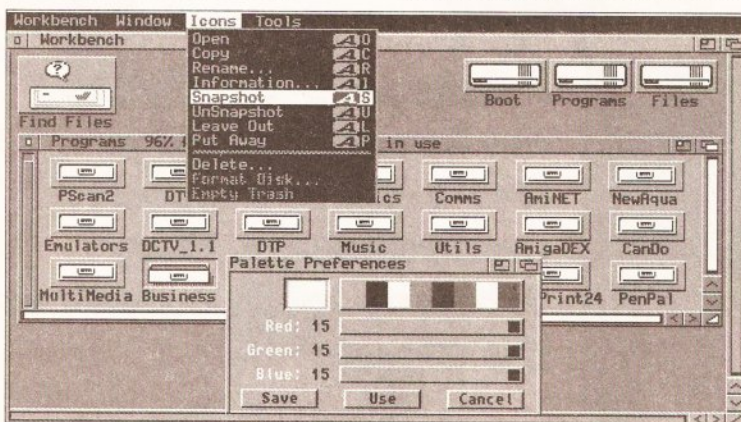 Workbench Window Icons Tools
Workbench
Open A O
Copy A C
Rename... A R
Information... A I
Snapshot A S
UnSnapshot A U
Leave Out A L
Put Away A P
Delete...
Format Disk...
Empty Trash
Find Files
Boot Programs Files
Programs 96% in use
PScan2 DT ics Comms AmiNET NewAqua
Emulators DCTV_1.1 DTP Music Utils AmigaDEX CanDo
MultiMedia Business Print24 PenPal
Palette Preferences
Red: 15
Green: 15
Blue: 15
Save Use Cancel